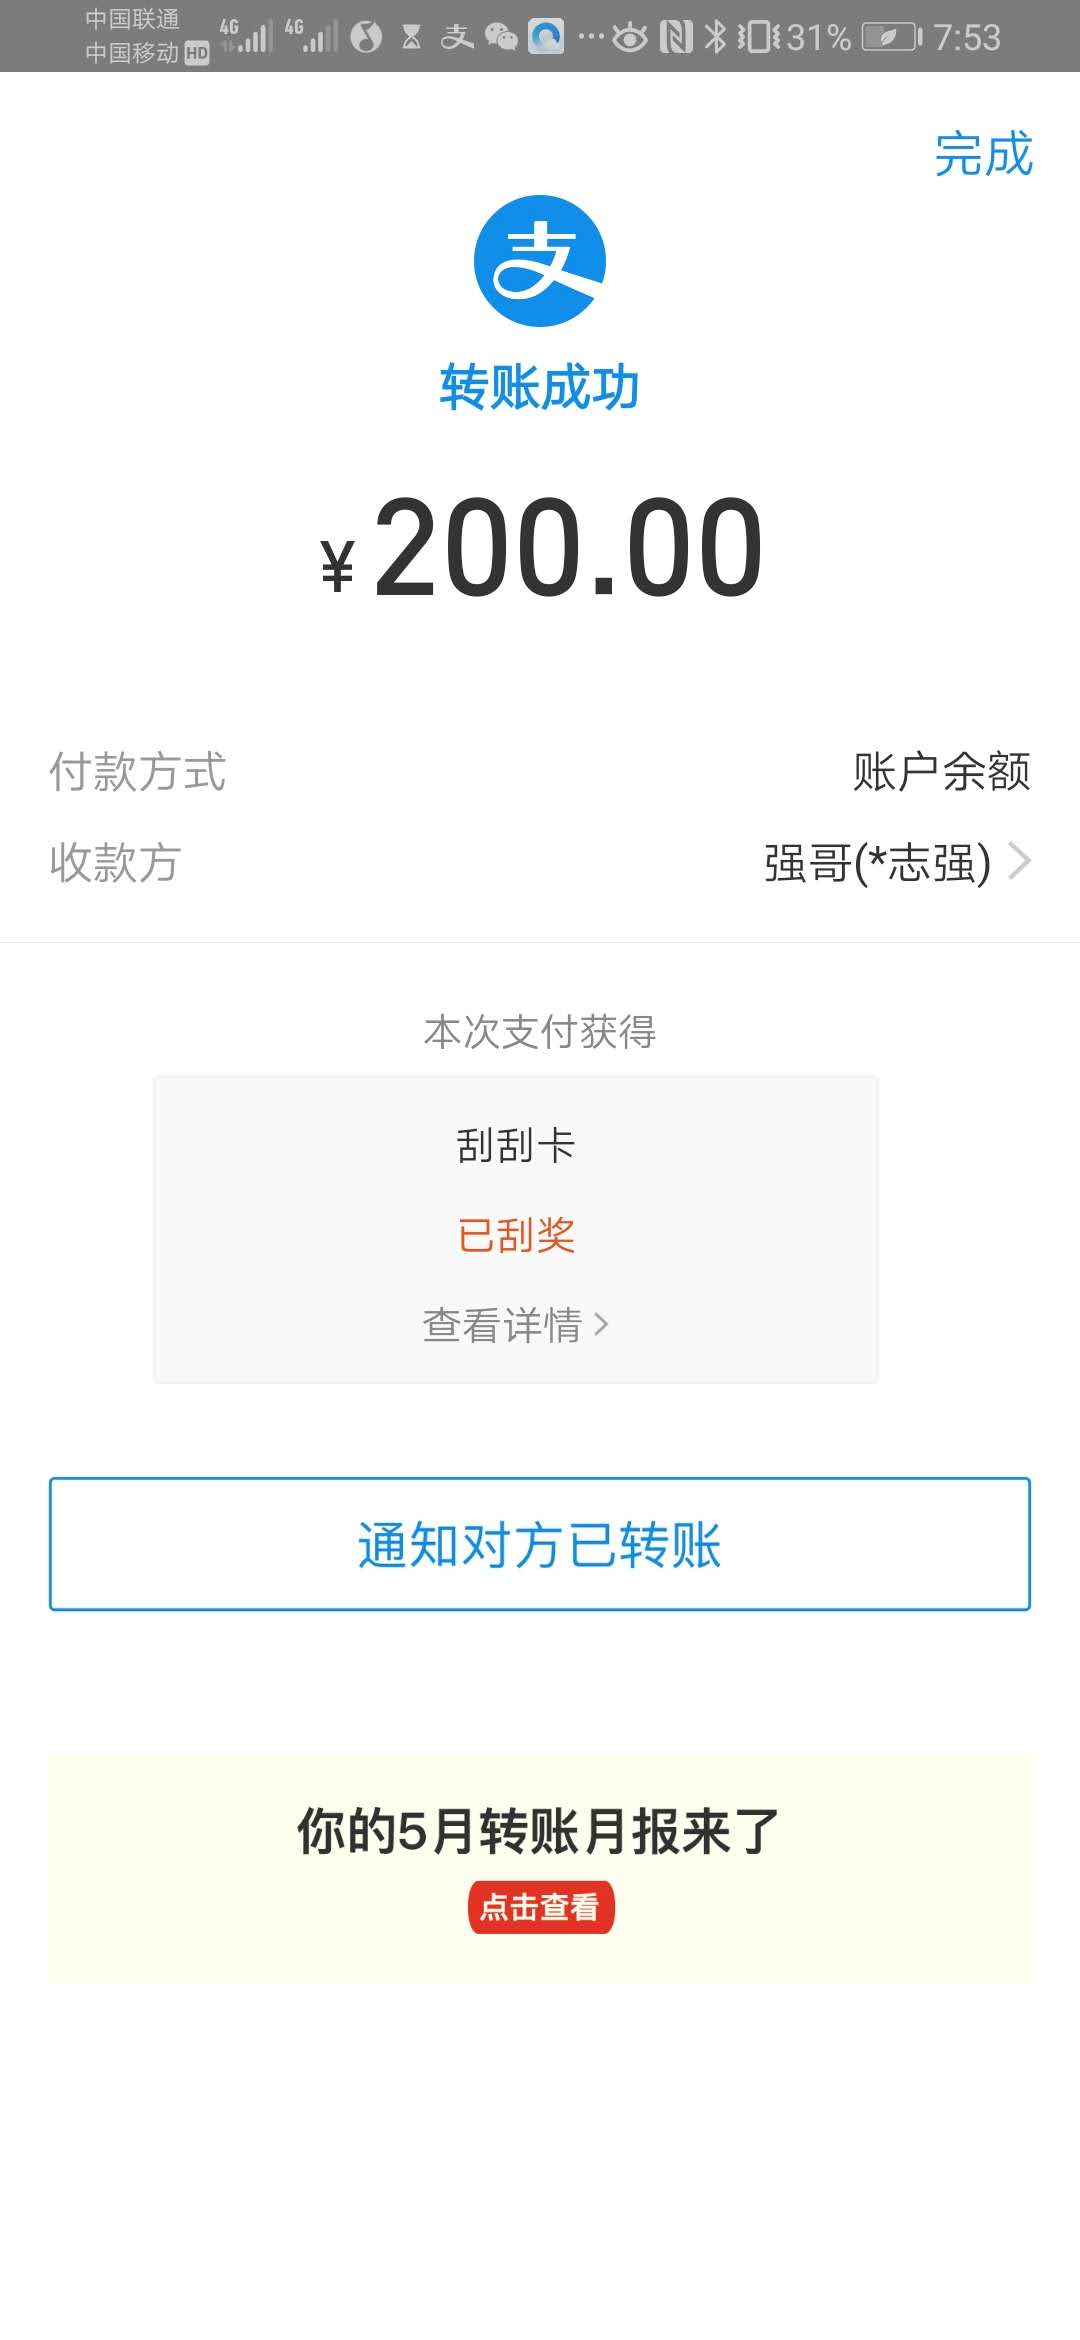 中国联通
中国移动 HD
4G 4G 31% 7:53
完成
支
转账成功
¥200.00
付款方式 账户余额
收款方 强哥(*志强)
本次支付获得
刮刮卡
已刮奖
查看详情
通知对方已转账
你的5月转账月报来了
点击查看